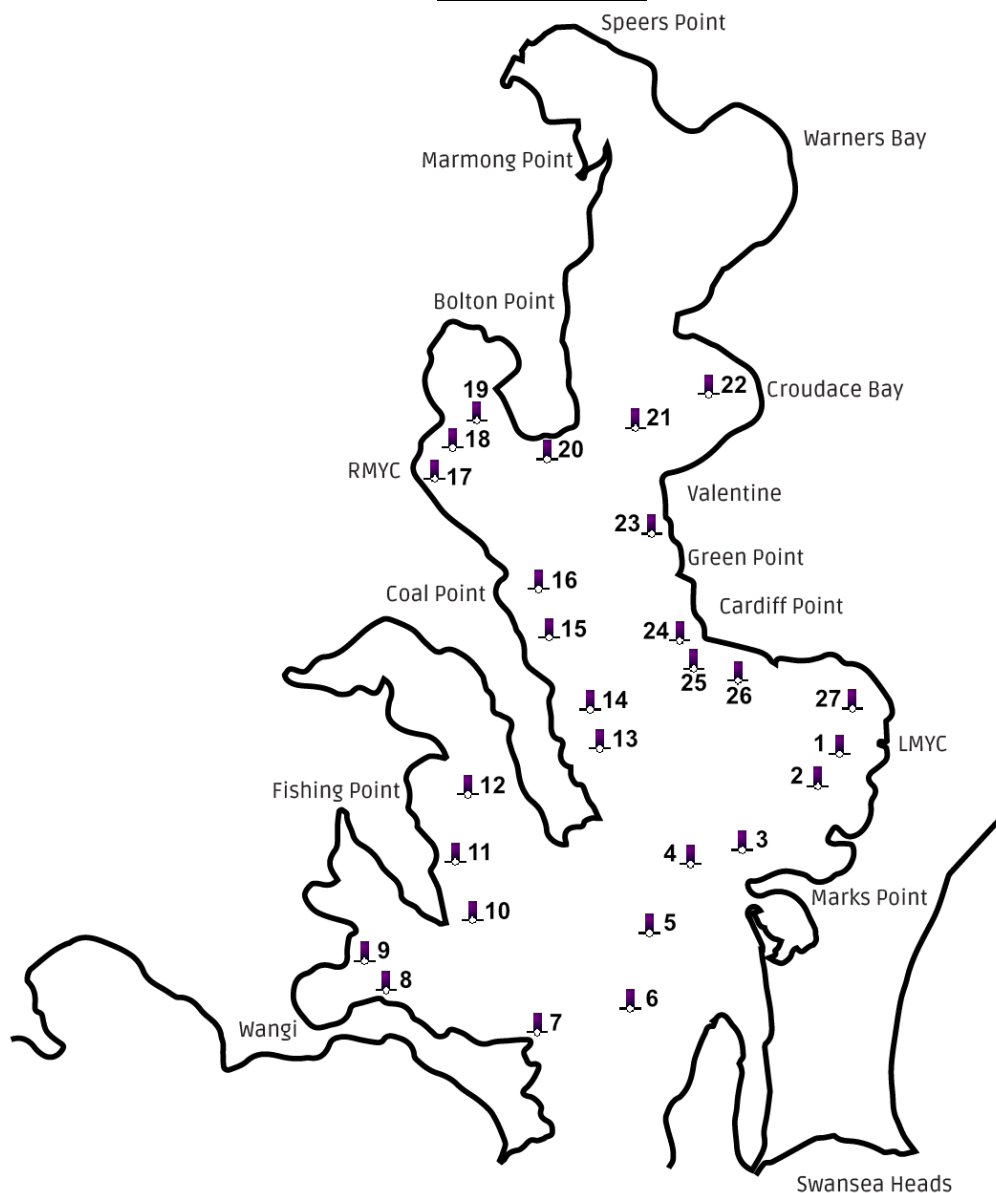 Speers Point
Warners Bay
Marmong Point
Bolton Point
22
Croudace Bay
19
21
18
20
RMYC
17
Valentine
23
Green Point
16
Coal Point
Cardiff Point
15
24
25
26
14
27
13
1
LMYC
2
12
Fishing Point
3
11
4
Marks Point
10
5
9
8
6
7
Wangi
Swansea Heads